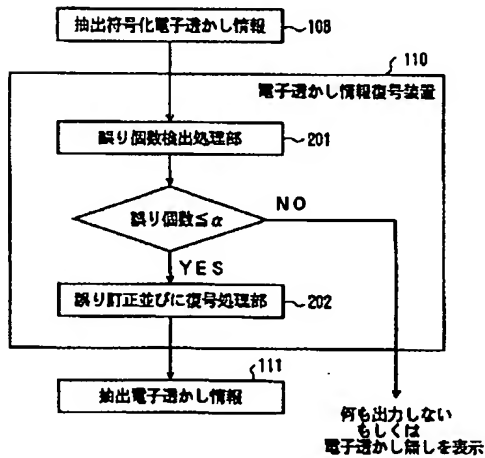 抽出符号化電子透かし情報 108
110
電子透かし情報復号装置
誤り個数検出処理部 201
誤り個数≦α
NO
YES
誤り訂正並びに復号処理部 202
111
抽出電子透かし情報
何も出力しない
もしくは
電子透かし無しを表示